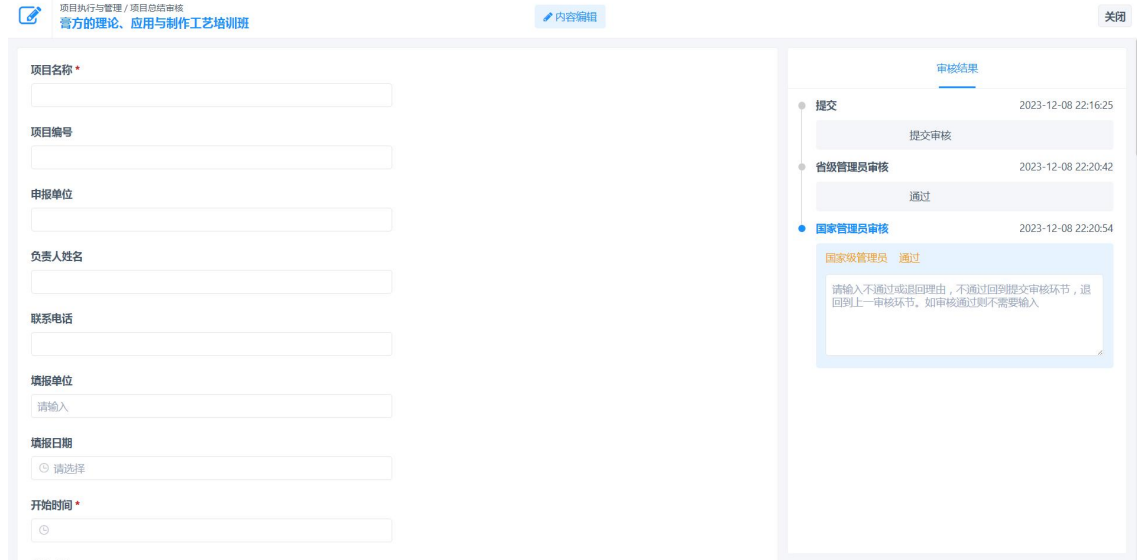 项目执行与管理 / 项目总结审核
膏方的理论、应用与制作工艺培训班
内容编辑
关闭
项目名称 *
项目编号
申报单位
负责人姓名
联系电话
填报单位
请输入
填报日期
请选择
开始时间 *
审核结果
提交 2023-12-08 22:16:25
提交审核
省级管理员审核 2023-12-08 22:20:42
通过
国家管理员审核 2023-12-08 22:20:54
国家级管理员 通过
请输入不通过或退回理由，不通过回到提交审核环节，退
回到上一审核环节。如审核通过则不需要输入